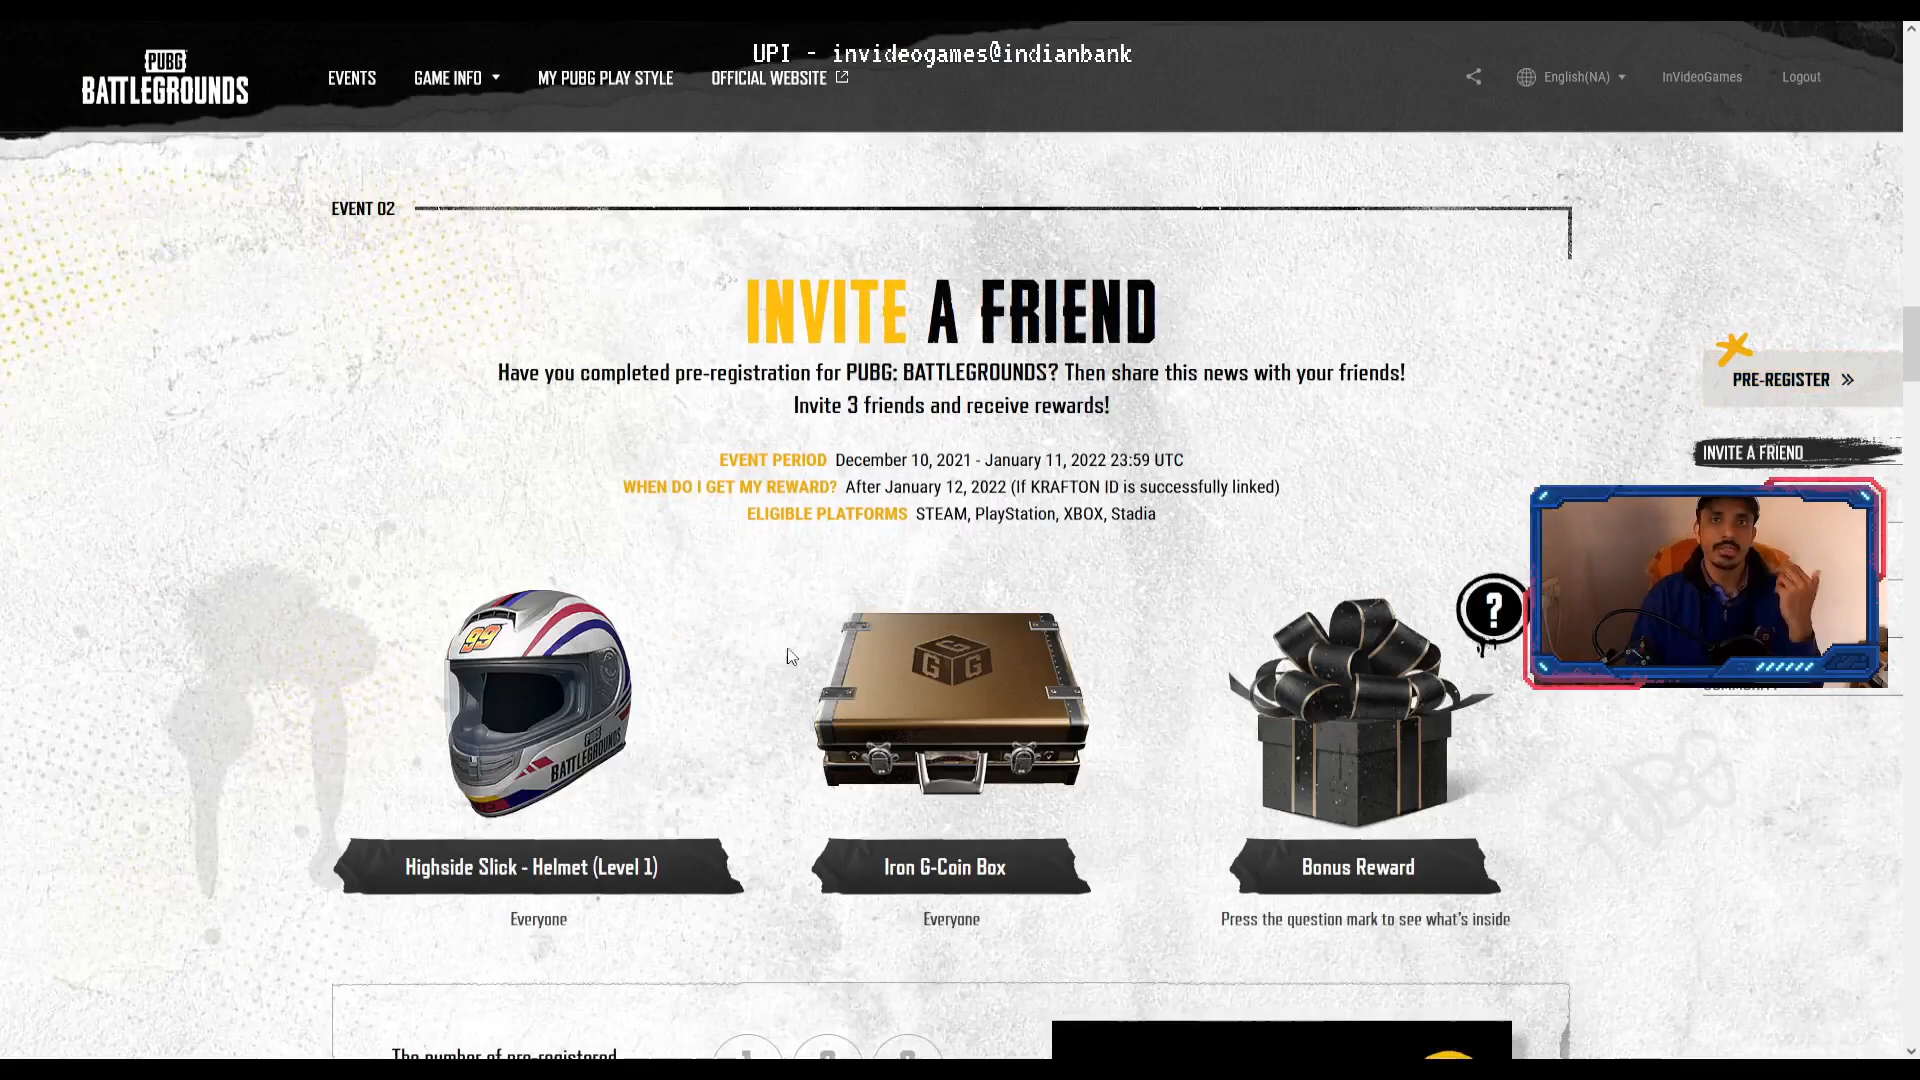 UPI - invideogames@indianbank
PUBG
BATTLEGROUNDS
EVENTS
GAME INFO
MY PUBG PLAY STYLE
OFFICIAL WEBSITE
English(NA)
InVideoGames
Logout
EVENT 02
INVITE A FRIEND
Have you completed pre-registration for PUBG: BATTLEGROUNDS? Then share this news with your friends!
Invite 3 friends and receive rewards!
EVENT PERIOD December 10, 2021 - January 11, 2022 23:59 UTC
WHEN DO I GET MY REWARD? After January 12, 2022 (If KRAFTON ID is successfully linked)
ELIGIBLE PLATFORMS STEAM, PlayStation, XBOX, Stadia
PRE-REGISTER
INVITE A FRIEND
99
PUBG
BATTLEGROUNDS
G G G
?
Highside Slick - Helmet (Level 1)
Iron G-Coin Box
Bonus Reward
Everyone
Everyone
Press the question mark to see what's inside
The number of pre-registered